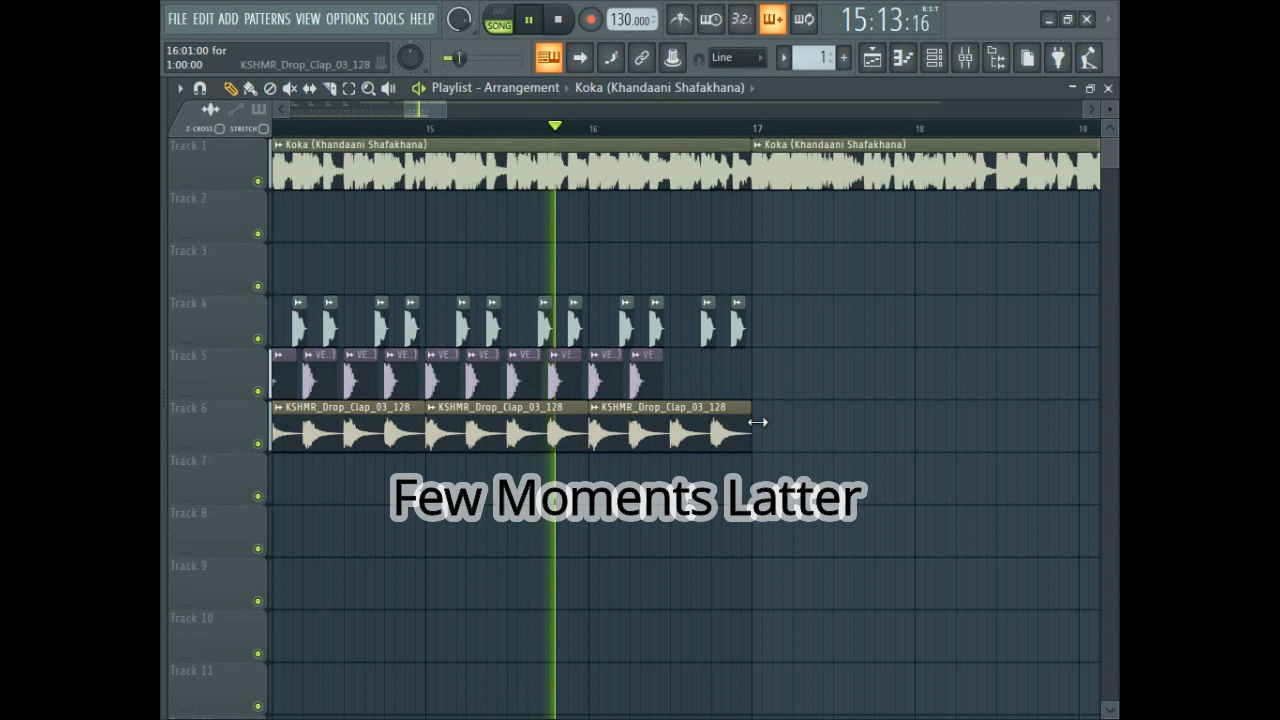 FILE EDIT ADD PATTERNS VIEW OPTIONS TOOLS HELP
PAT
SONG
130.000
3.2.1
15:13:16
B:S:T
16:01:00 for
1:00:00
KSHMR_Drop_Clap_03_128
Line
1
Playlist - Arrangement › Koka (Khandaani Shafakhana) ›
Z-CROSS
STRETCH
15
16
17
18
19
Track 1
Koka (Khandaani Shafakhana)
Koka (Khandaani Shafakhana)
Track 2
Track 3
Track 4
Track 5
VE..)
VE..)
VE..)
VE..)
VE..)
VE..)
VE...
VE..)
VE...
Track 6
KSHMR_Drop_Clap_03_128
KSHMR_Drop_Clap_03_128
KSHMR_Drop_Clap_03_128
Track 7
Few Moments Latter
Track 8
Track 9
Track 10
Track 11